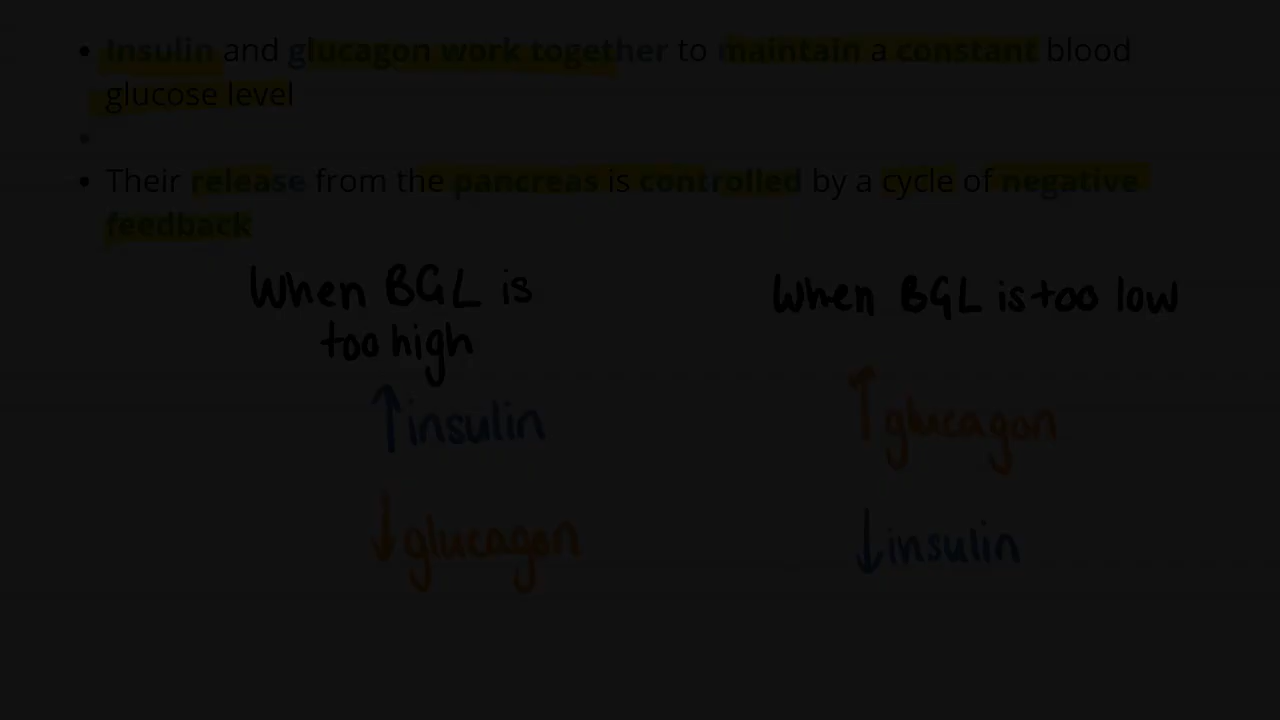 • Insulin and glucagon work together to maintain a constant blood
glucose level
•
• Their release from the pancreas is controlled by a cycle of negative
feedback
When BGL is
too high
↑insulin
↓glucagon
When BGL is too low
↑glucagon
↓insulin